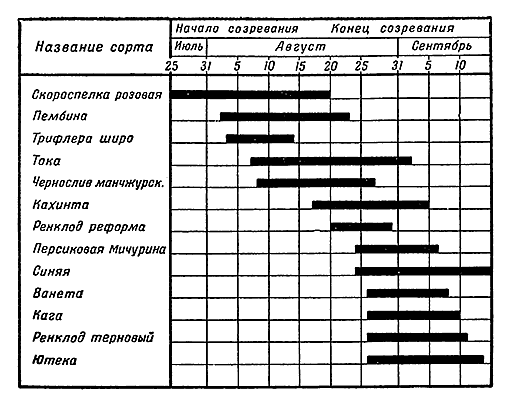 Название сорта
Начало созревания Конец созревания
Июль Август Сентябрь
25 31 5 10 15 20 25 31 5 10
Скороспелка розовая
Пембина
Трифлера широ
Тока
Чернослив манчжурск.
Кахинта
Ренклод реформа
Персиковая Мичурина
Синяя
Ванета
Кага
Ренклод терновый
Ютека